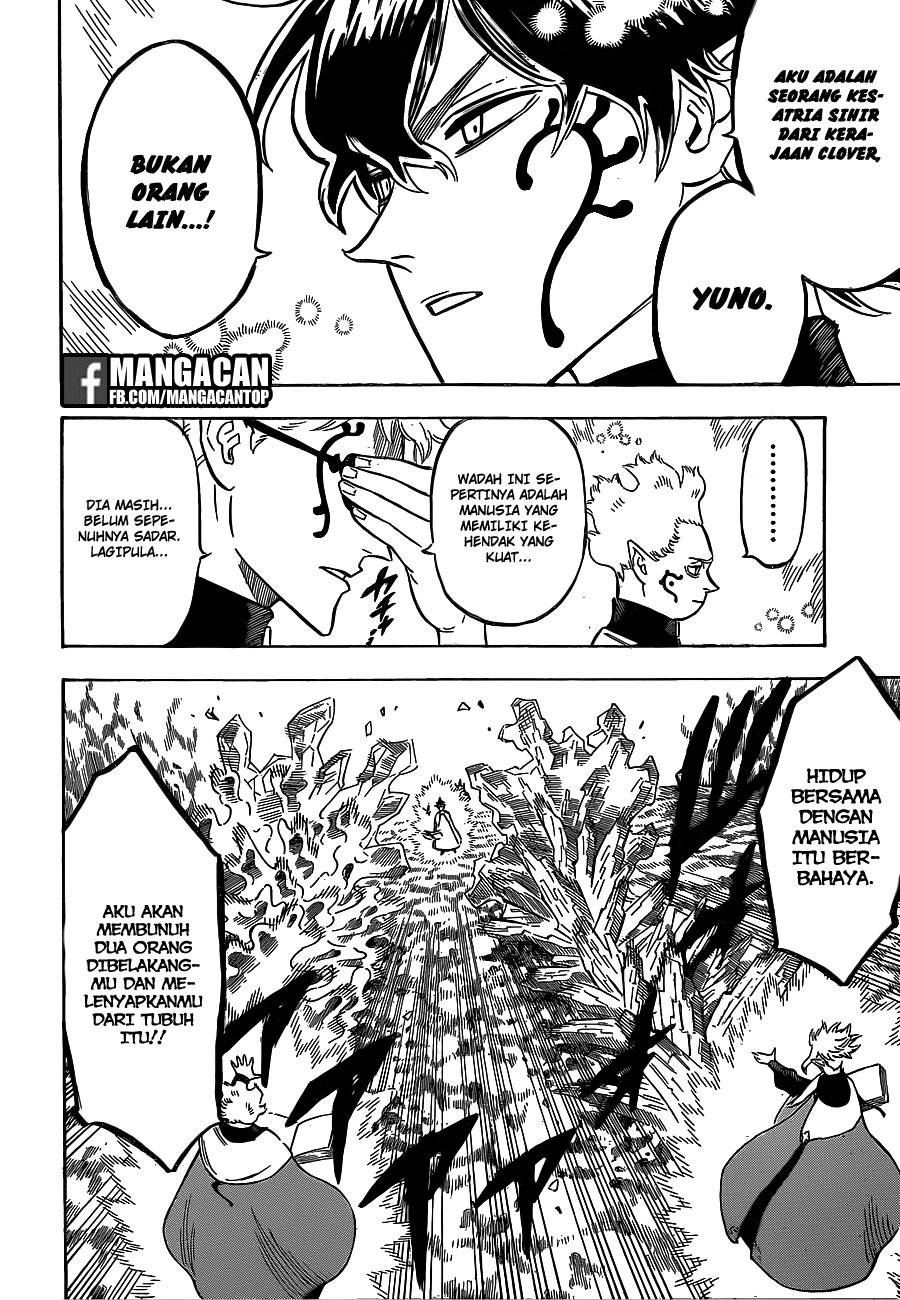 AKU ADALAH
SEORANG KES-
ATRIA SIHIR
DARI KERA-
JAAN CLOVER,
YUNO.
BUKAN
ORANG
LAIN...!
MANGACAN
FB.COM/MANGACANTOP
..........
WADAH INI SE-
PERTINYA ADALAH
MANUSIA YANG
MEMILIKI KE-
HENDAK YANG
KUAT...
DIA MASIH...
BELUM SEPE-
NUHNYA SADAR.
LAGIPULA...
HIDUP
BERSAMA
DENGAN
MANUSIA
ITU BER-
BAHAYA.
AKU AKAN
MEMBUNUH
DUA ORANG
DIBELAKANG-
MU DAN ME-
LENYAPKANMU
DARI TUBUH
ITU!!